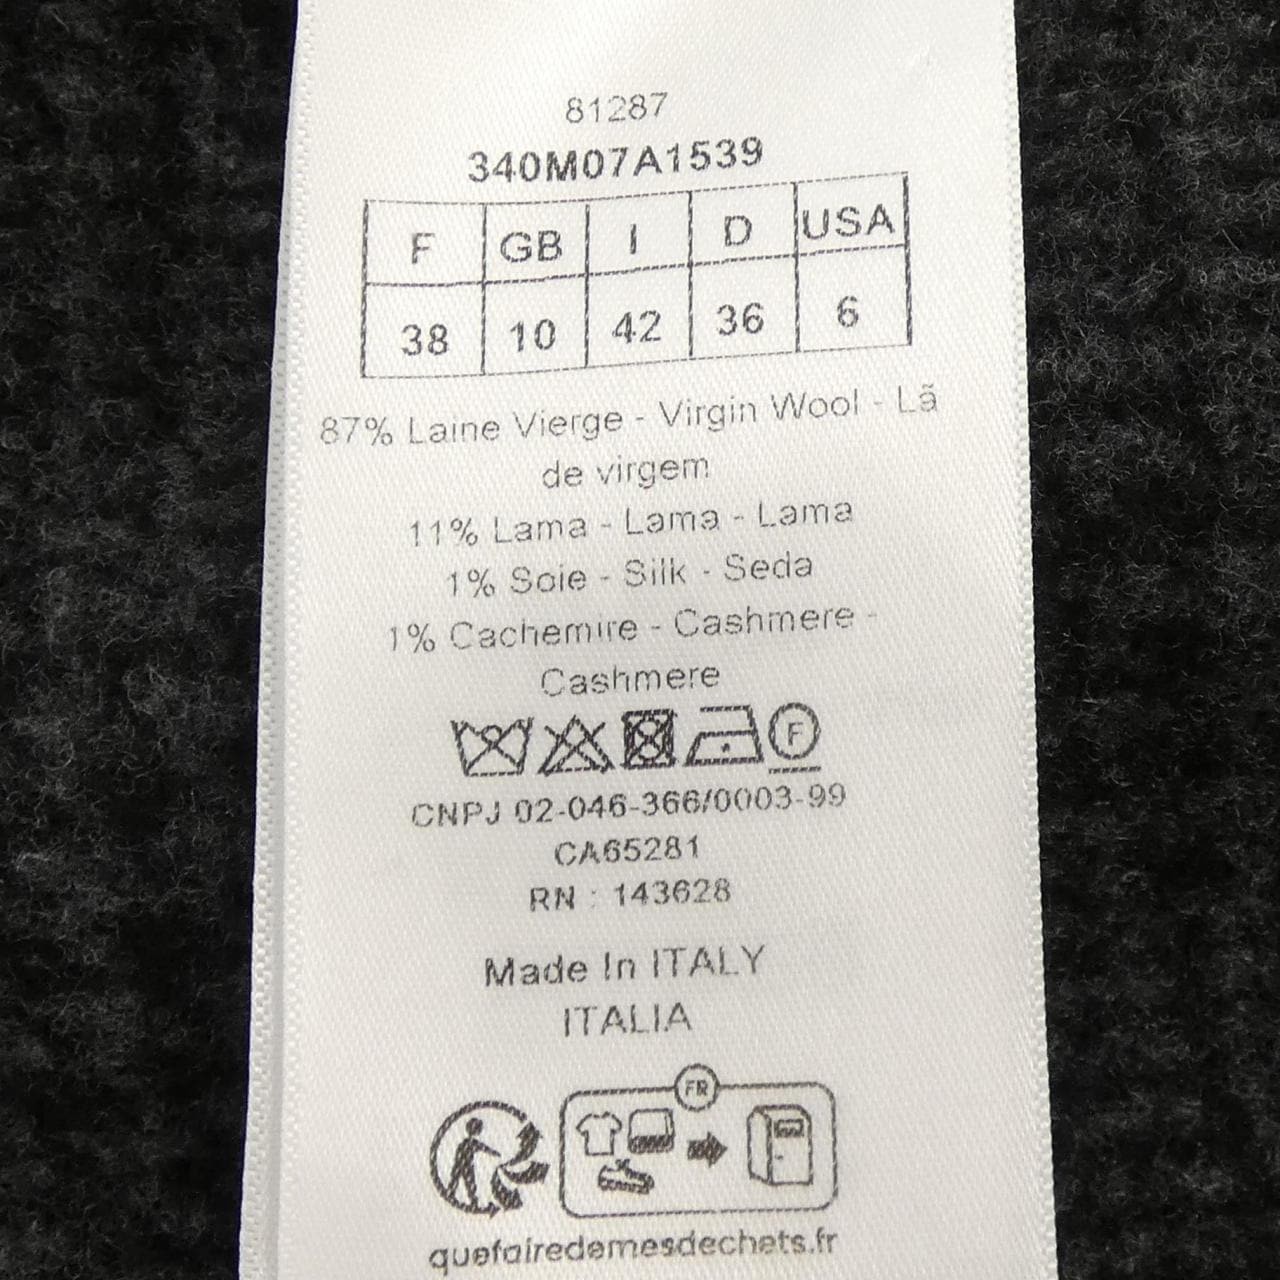 81287
340M07A1539
F GB I D USA
38 10 42 36 6
87% Laine Vierge - Virgin Wool - Lã
de virgem
11% Lama - Lama - Lama
1% Soie - Silk - Seda
1% Cachemire - Cashmere -
Cashmere
F
CNPJ 02-046-366/0003-99
CA65281
RN : 143628
Made In ITALY
ITALIA
FR
quefairedemesdechets.fr